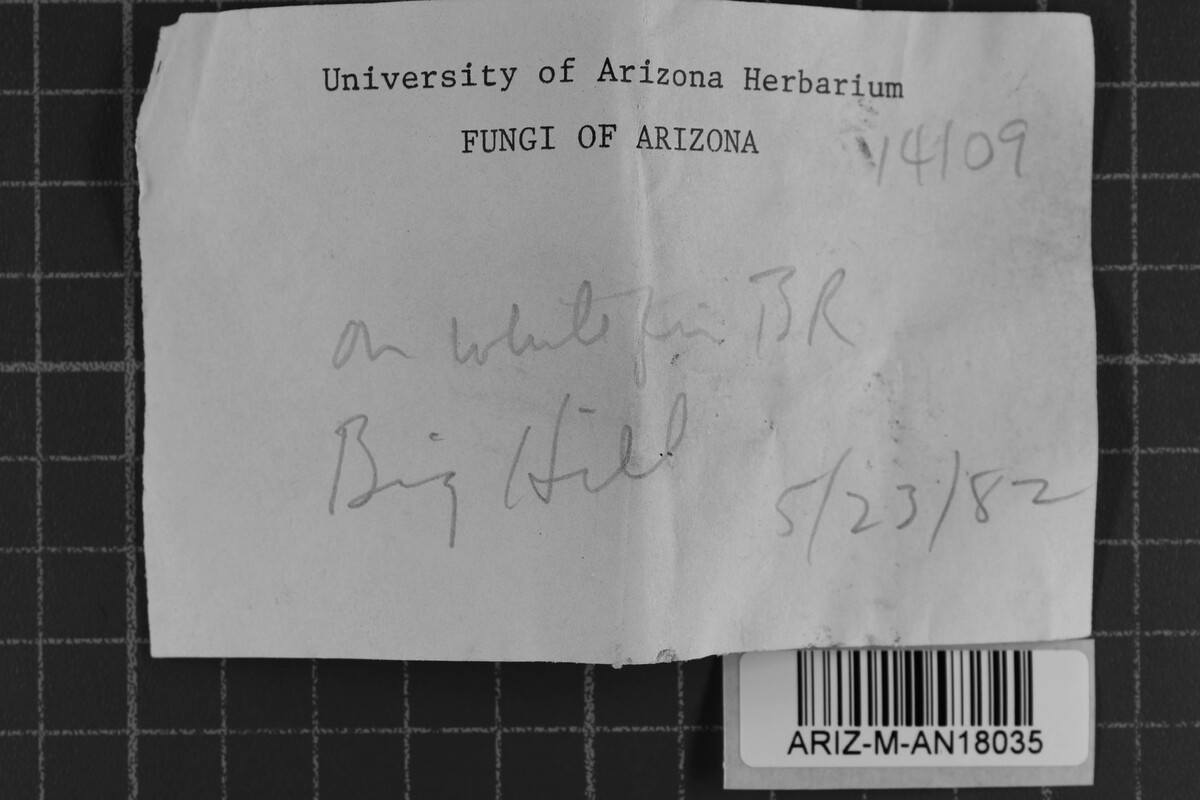 University of Arizona Herbarium
FUNGI OF ARIZONA
14109
on white fir BR
Big Hill
5/23/82
ARIZ-M-AN18035